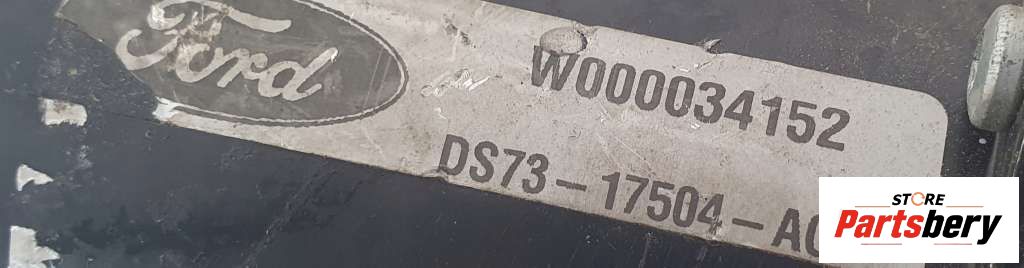 Ford
W000034152
DS73-17504-A
STORE
Partsbery